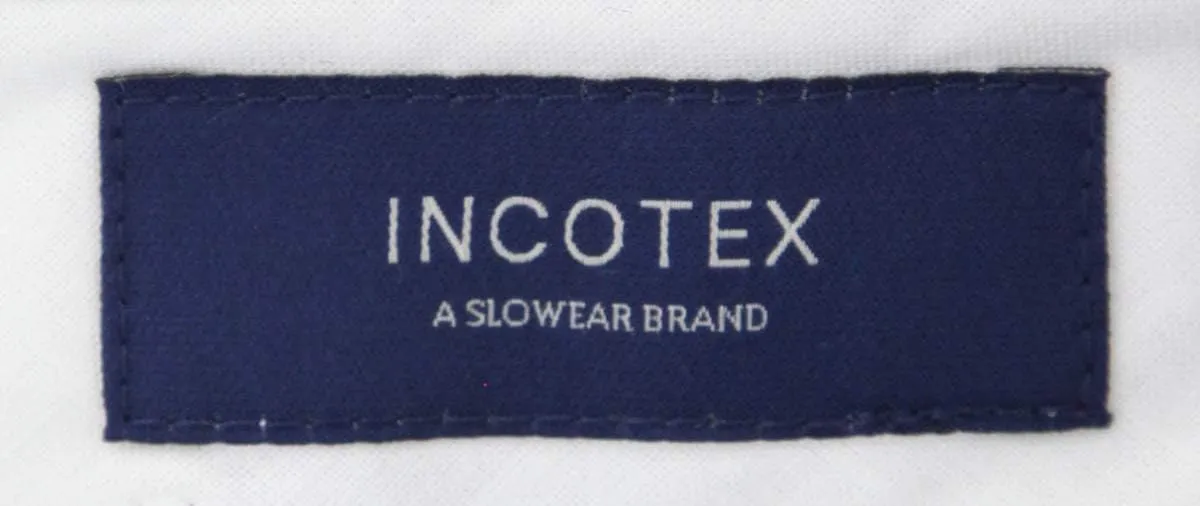 INCOTEX
A SLOWEAR BRAND